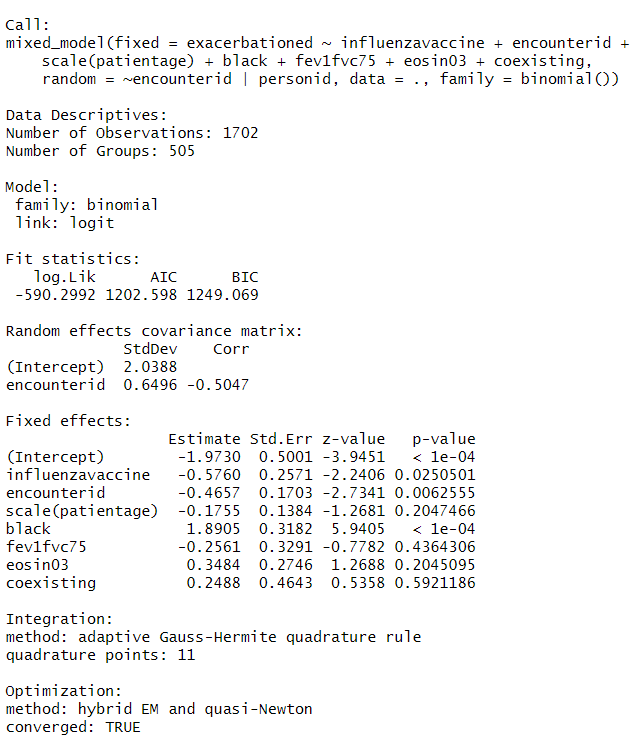 Call:
mixed_model(fixed = exacerbationed ~ influenzavaccine + encounterid +
    scale(patientage) + black + fev1fvc75 + eosin03 + coexisting,
    random = ~encounterid | personid, data = ., family = binomial())
Data Descriptives:
Number of Observations: 1702
Number of Groups: 505
Model:
 family: binomial
 link: logit
Fit statistics:
   log.Lik      AIC      BIC
 -590.2992 1202.598 1249.069
Random effects covariance matrix:
             StdDev    Corr
(Intercept)  2.0388
encounterid  0.6496 -0.5047
Fixed effects:
                  Estimate Std.Err z-value   p-value
(Intercept)        -1.9730  0.5001 -3.9451   < 1e-04
influenzavaccine   -0.5760  0.2571 -2.2406 0.0250501
encounterid        -0.4657  0.1703 -2.7341 0.0062555
scale(patientage)  -0.1755  0.1384 -1.2681 0.2047466
black               1.8905  0.3182  5.9405   < 1e-04
fev1fvc75          -0.2561  0.3291 -0.7782 0.4364306
eosin03             0.3484  0.2746  1.2688 0.2045095
coexisting          0.2488  0.4643  0.5358 0.5921186
Integration:
method: adaptive Gauss-Hermite quadrature rule
quadrature points: 11
Optimization:
method: hybrid EM and quasi-Newton
converged: TRUE